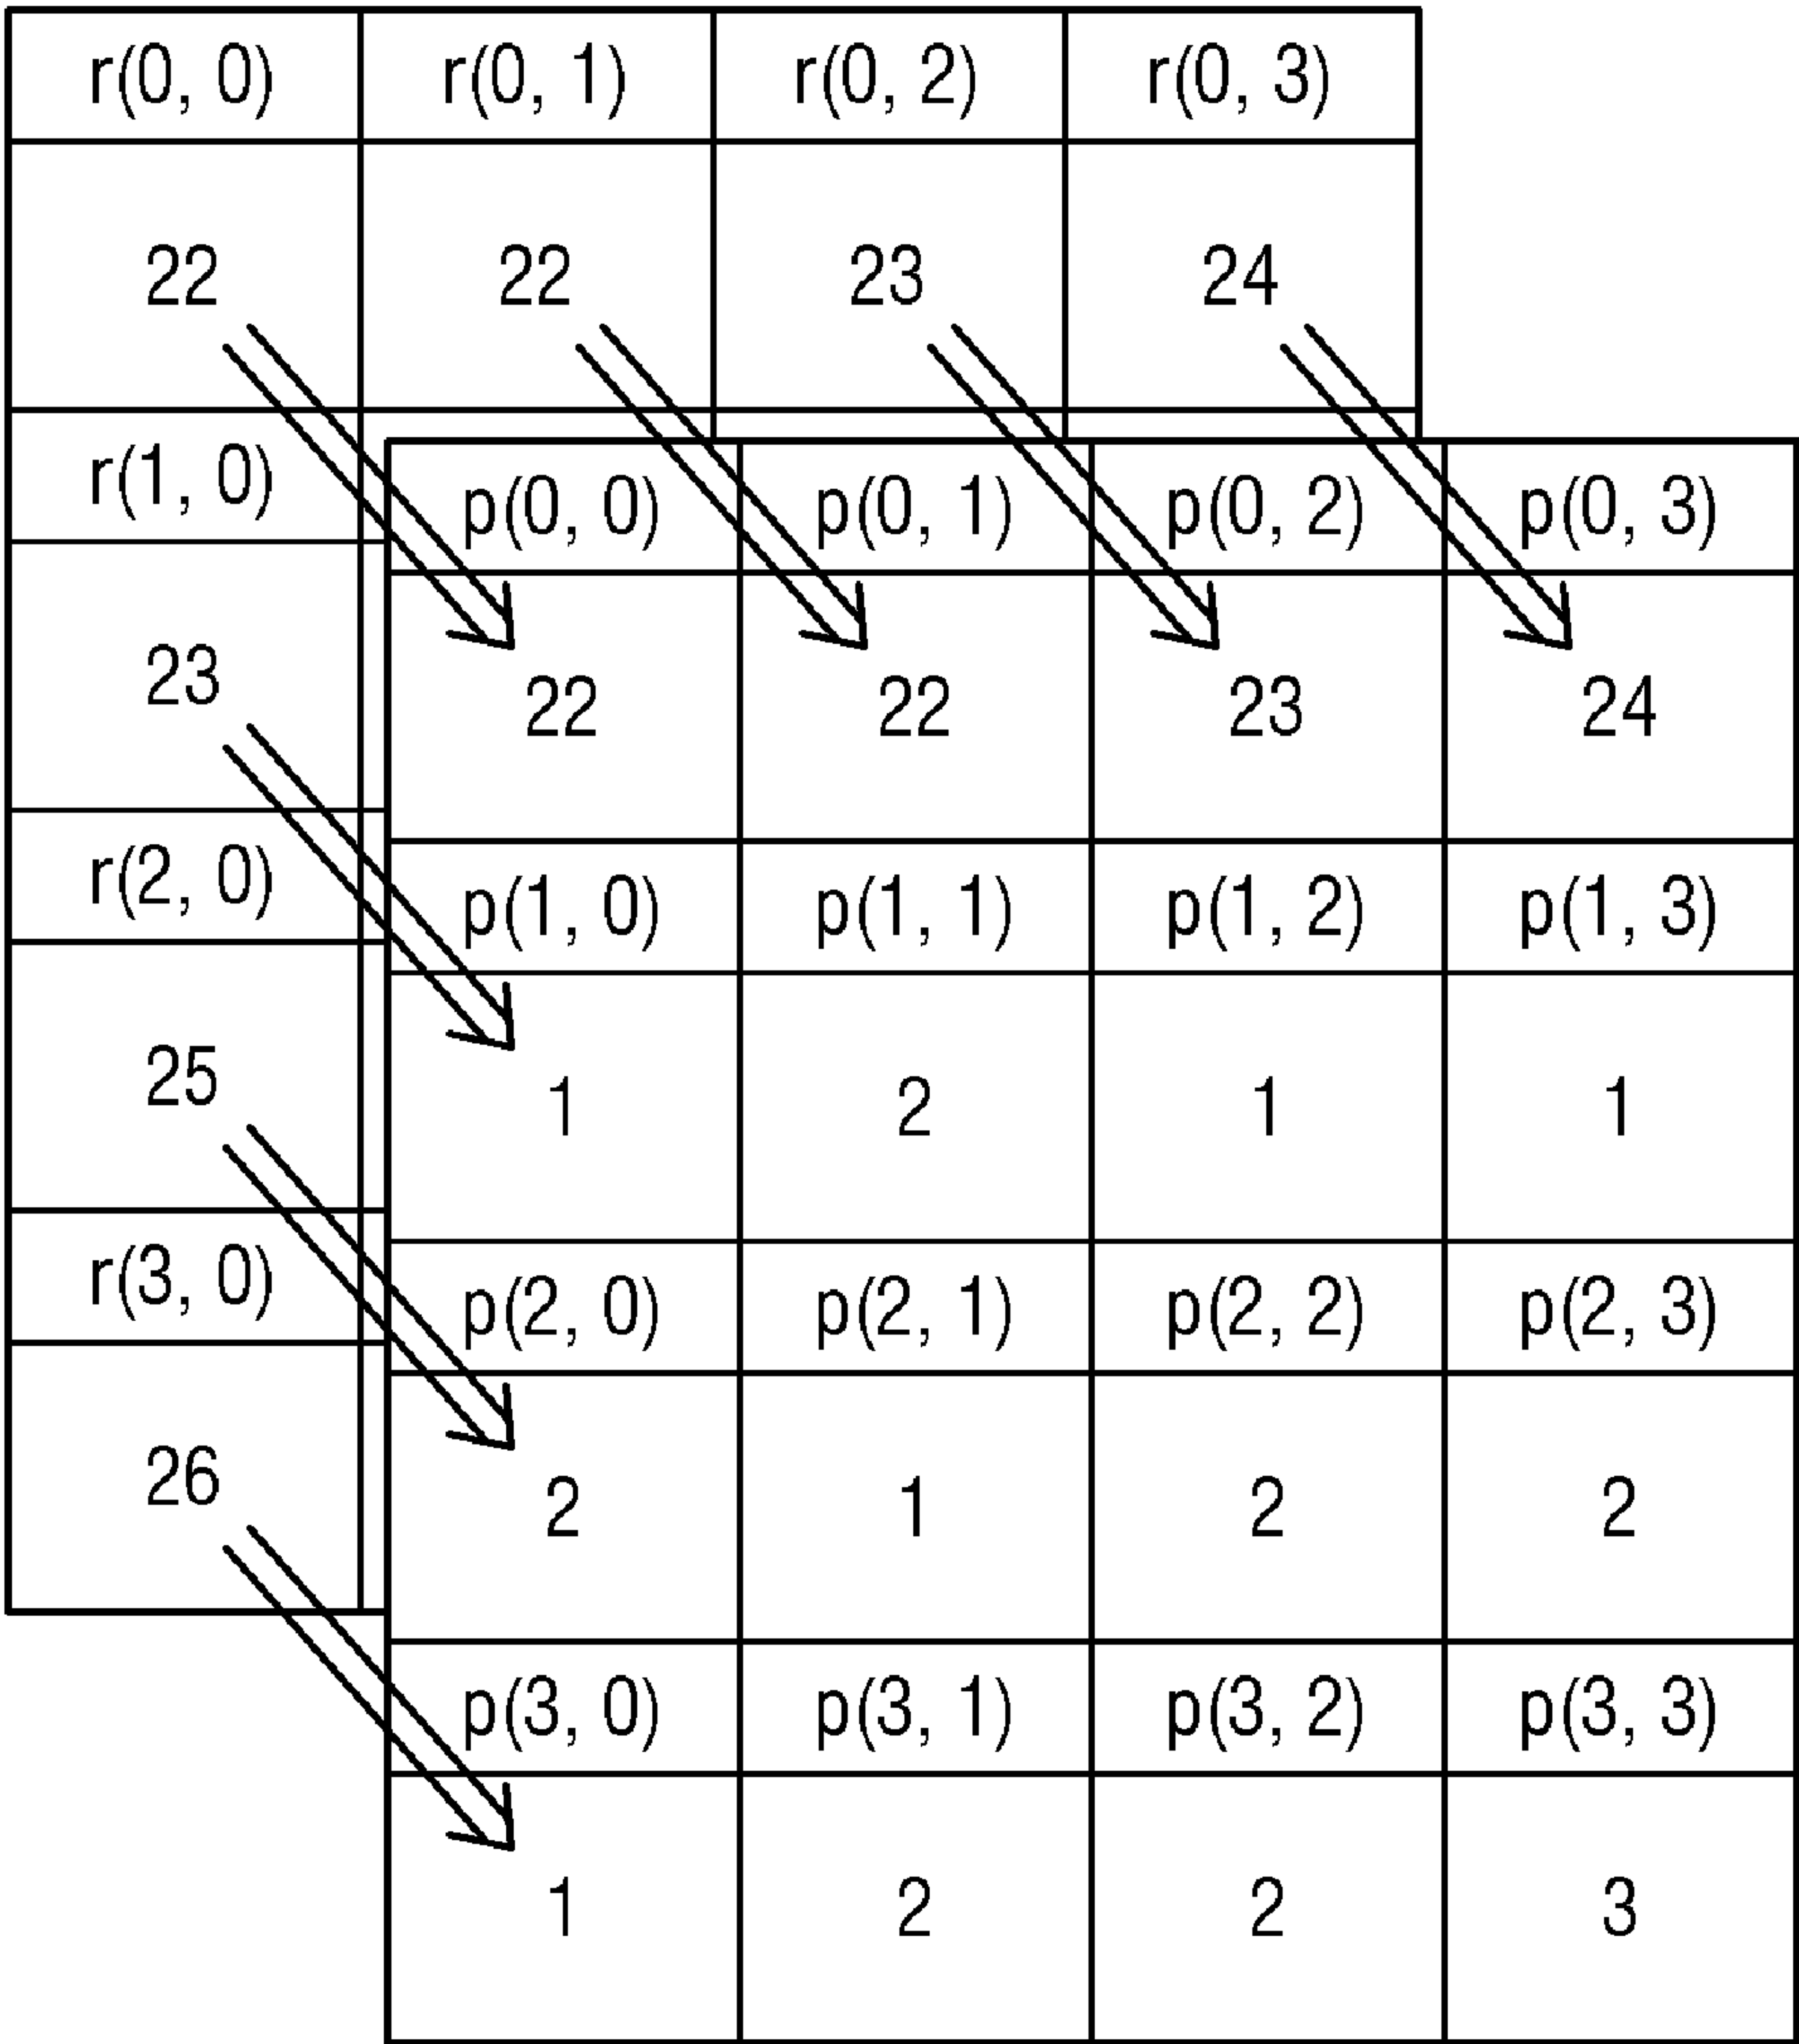 r(0, 0) r(0, 1) r(0, 2) r(0, 3)
22 22 23 24
r(1, 0)
p(0, 0) p(0, 1) p(0, 2) p(0, 3)
23
22 22 23 24
r(2, 0)
p(1, 0) p(1, 1) p(1, 2) p(1, 3)
25
1 2 1 1
r(3, 0)
p(2, 0) p(2, 1) p(2, 2) p(2, 3)
26
2 1 2 2
p(3, 0) p(3, 1) p(3, 2) p(3, 3)
1 2 2 3